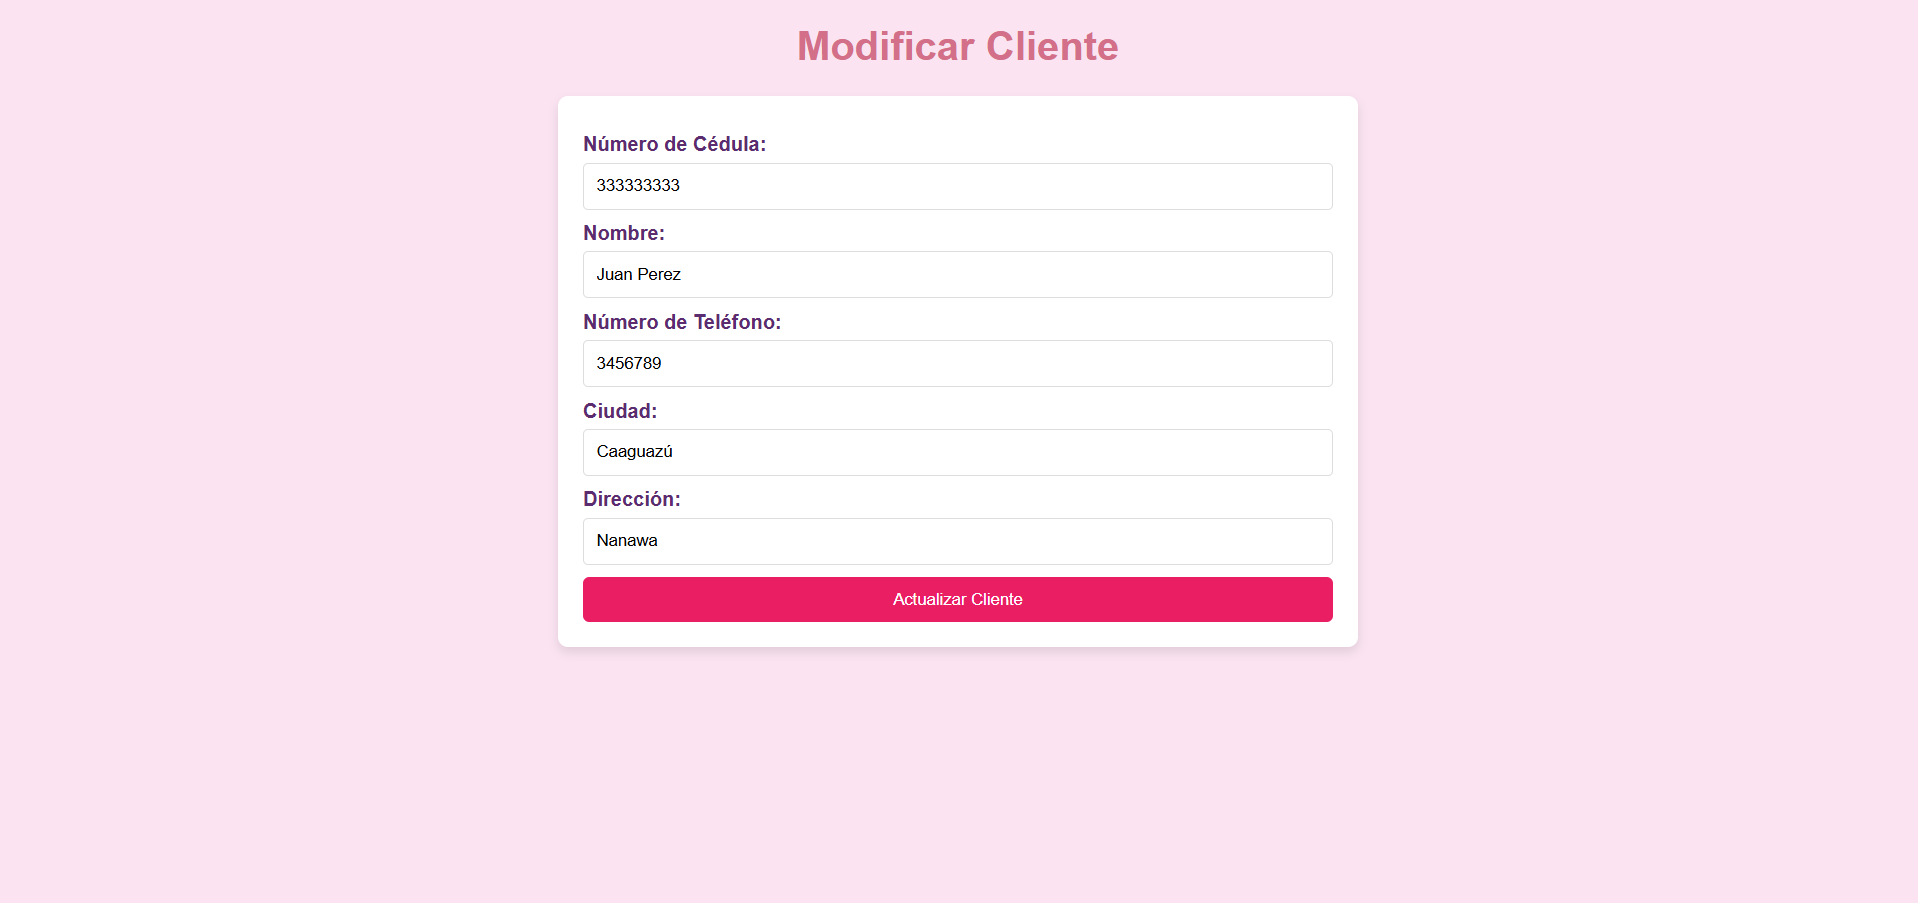 Modificar Cliente
Número de Cédula:
333333333
Nombre:
Juan Perez
Número de Teléfono:
3456789
Ciudad:
Caaguazú
Dirección:
Nanawa
Actualizar Cliente